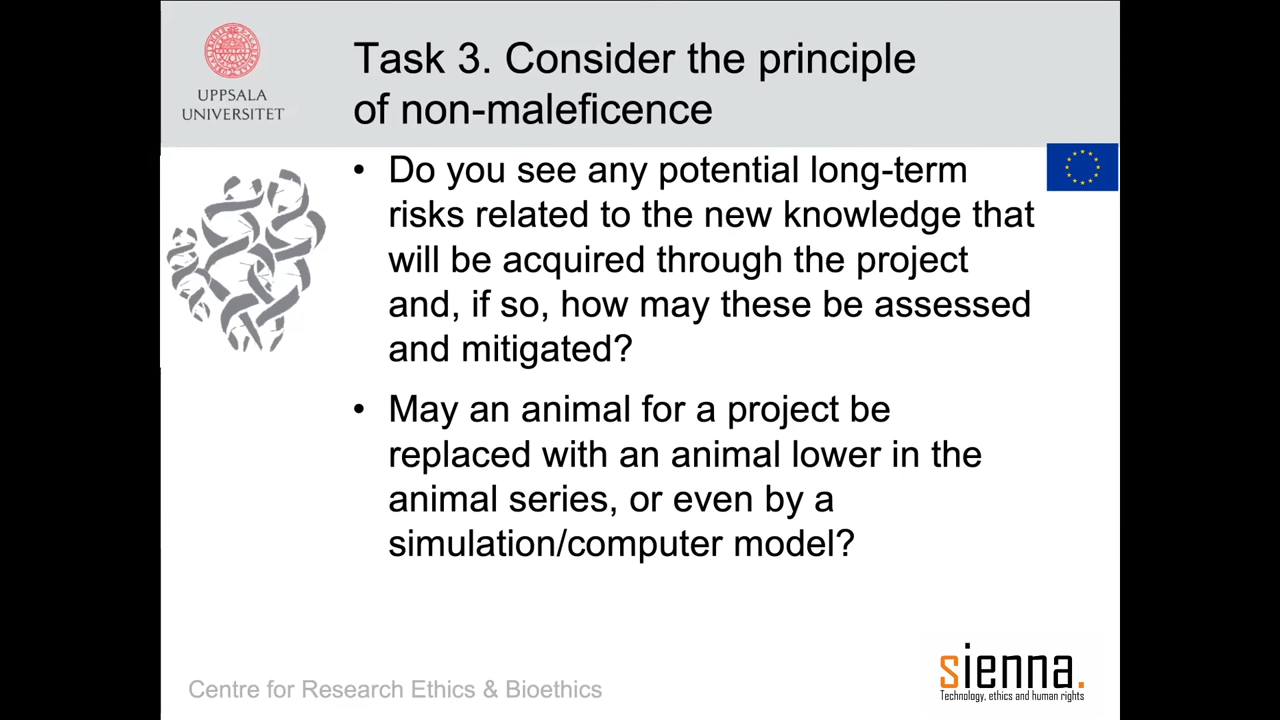 UPPSALA
UNIVERSITET
Task 3. Consider the principle
of non-maleficence
• Do you see any potential long-term
risks related to the new knowledge that
will be acquired through the project
and, if so, how may these be assessed
and mitigated?
• May an animal for a project be
replaced with an animal lower in the
animal series, or even by a
simulation/computer model?
Centre for Research Ethics & Bioethics
sienna.
Technology, ethics and human rights